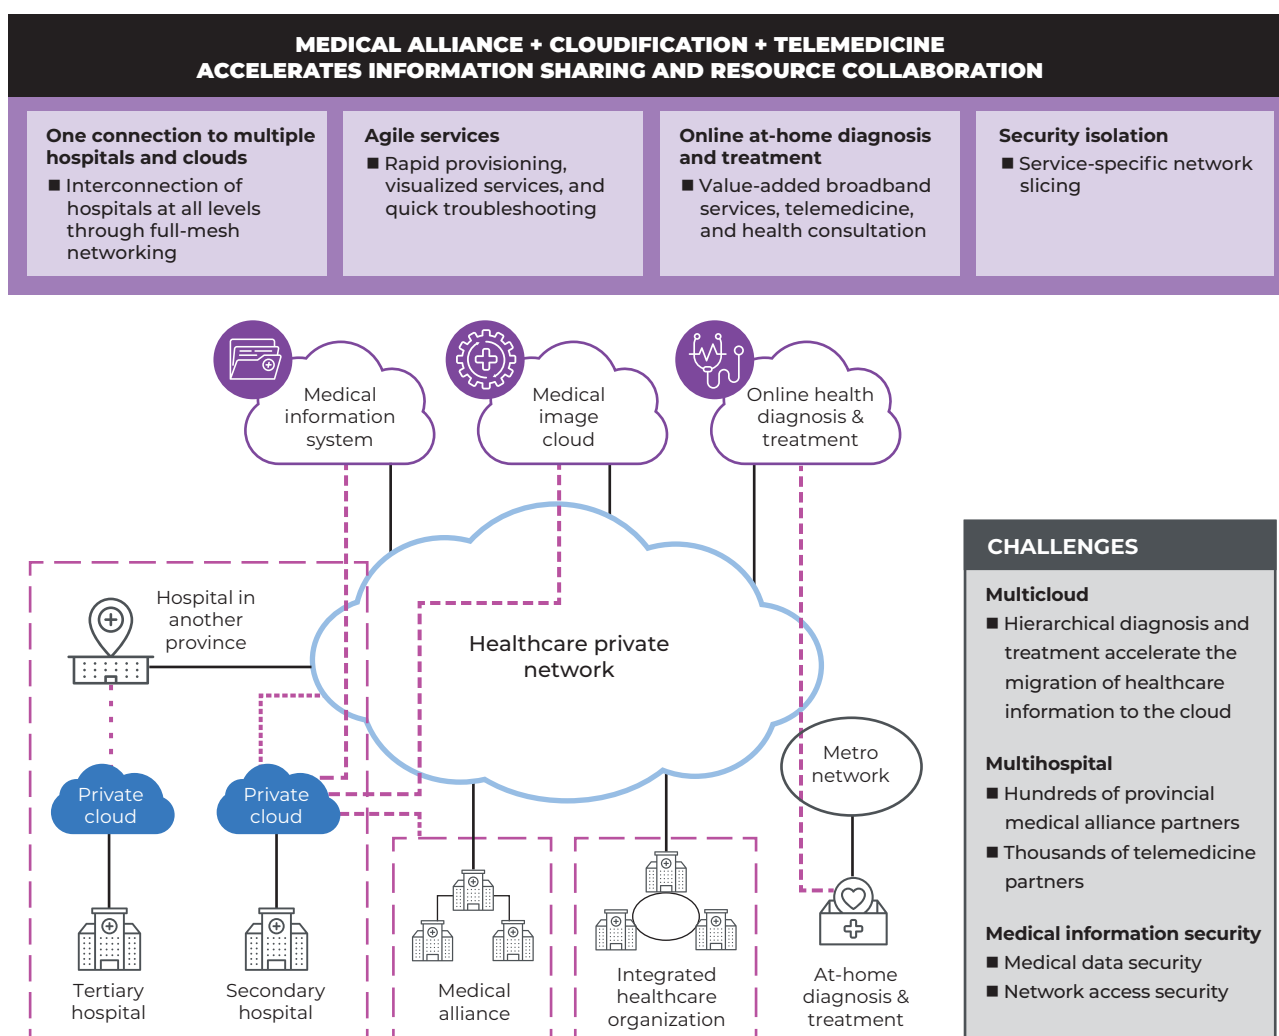 MEDICAL ALLIANCE + CLOUDIFICATION + TELEMEDICINE
ACCELERATES INFORMATION SHARING AND RESOURCE COLLABORATION
One connection to multiple
hospitals and clouds
■ Interconnection of
hospitals at all levels
through full-mesh
networking
Agile services
■ Rapid provisioning,
visualized services, and
quick troubleshooting
Online at-home diagnosis
and treatment
■ Value-added broadband
services, telemedicine,
and health consultation
Security isolation
■ Service-specific network
slicing
Medical
information
system
Medical
image
cloud
Online health
diagnosis &
treatment
Hospital in
another
province
Healthcare private
network
Metro
network
Private
cloud
Private
cloud
Tertiary
hospital
Secondary
hospital
Medical
alliance
Integrated
healthcare
organization
At-home
diagnosis &
treatment
CHALLENGES
Multicloud
■ Hierarchical diagnosis and
treatment accelerate the
migration of healthcare
information to the cloud
Multihospital
■ Hundreds of provincial
medical alliance partners
■ Thousands of telemedicine
partners
Medical information security
■ Medical data security
■ Network access security